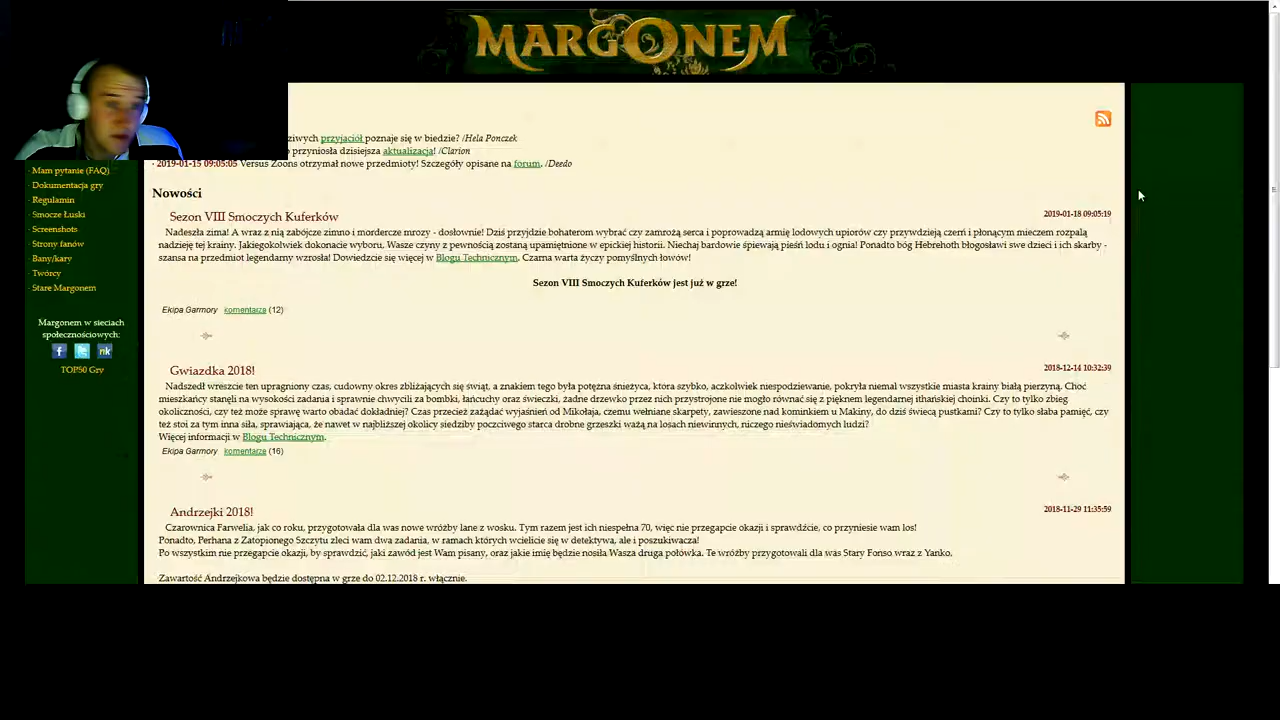 MARGONEM
przyjaciół poznaje się w biedzie? /Hela Ponczek
przyniosła dzisiejsza aktualizacja! /Clarion
· 2019-01-15 09:05:05 Versus Zoons otrzymał nowe przedmioty! Szczegóły opisane na forum. /Deedo
· Mam pytanie (FAQ)
· Dokumentacja gry
· Regulamin
· Smocze Łuski
· Screenshots
· Strony fanów
· Bany/kary
· Twórcy
· Stare Margonem
Margonem w sieciach
społecznościowych:
f t nk
TOP50 Gry
Nowości
Sezon VIII Smoczych Kuferków 2019-01-18 09:05:19
Nadeszła zima! A wraz z nią zabójcze zimno i mordercze mrozy - dosłownie! Dziś przyjdzie bohaterom wybrać czy zamrożą serca i poprowadzą armię lodowych upiorów czy przywdzieją czerń i płonącym mieczem rozpalą
nadzieję tej krainy. Jakiegokolwiek dokonacie wyboru, Wasze czyny z pewnością zostaną upamiętnione w epickiej historii. Niechaj bardowie śpiewają pieśń lodu i ognia! Ponadto bóg Hebrehoth błogosławi swe dzieci i ich skarby -
szansa na przedmiot legendarny wzrosła! Dowiedzcie się więcej w Blogu Technicznym. Czarna warta życzy pomyślnych łowów!
Sezon VIII Smoczych Kuferków jest już w grze!
Ekipa Garmory komentarze (12)
Gwiazdka 2018! 2018-12-14 10:32:39
Nadszedł wreszcie ten upragniony czas, cudowny okres zbliżających się świąt, a znakiem tego była potężna śnieżyca, która szybko, aczkolwiek niespodziewanie, pokryła niemal wszystkie miasta krainy białą pierzyną. Choć
mieszkańcy stanęli na wysokości zadania i sprawnie chwycili za bombki, łańcuchy oraz świeczki, żadne drzewko przez nich przystrojone nie mogło równać się z pięknem legendarnej ithańskiej choinki. Czy to tylko zbieg
okoliczności, czy też może sprawę warto obadać dokładniej? Czas przecież zażądać wyjaśnień od Mikołaja, czemu wełniane skarpety, zawieszone nad kominkiem u Makiny, do dziś świecą pustkami? Czy to tylko słaba pamięć, czy
też stoi za tym inna siła, sprawiająca, że nawet w najbliższej okolicy siedziby poczciwego starca drobne grzeszki ważą na losach niewinnych, niczego nieświadomych ludzi?
Więcej informacji w Blogu Technicznym.
Ekipa Garmory komentarze (16)
Andrzejki 2018! 2018-11-29 11:35:59
Czarownica Farwelia, jak co roku, przygotowała dla was nowe wróżby lane z wosku. Tym razem jest ich niespełna 70, więc nie przegapcie okazji i sprawdźcie, co przyniesie wam los!
Ponadto, Perhana z Zatopionego Szczytu zleci wam dwa zadania, w ramach których wcielicie się w detektywa, ale i poszukiwacza!
Po wszystkim nie przegapcie okazji, by sprawdzić, jaki zawód jest Wam pisany, oraz jakie imię będzie nosiła Wasza druga połówka. Te wróżby przygotowali dla was Stary Fonso wraz z Yanko.
Zawartość Andrzejkowa będzie dostępna w grze do 02.12.2018 r. włącznie.